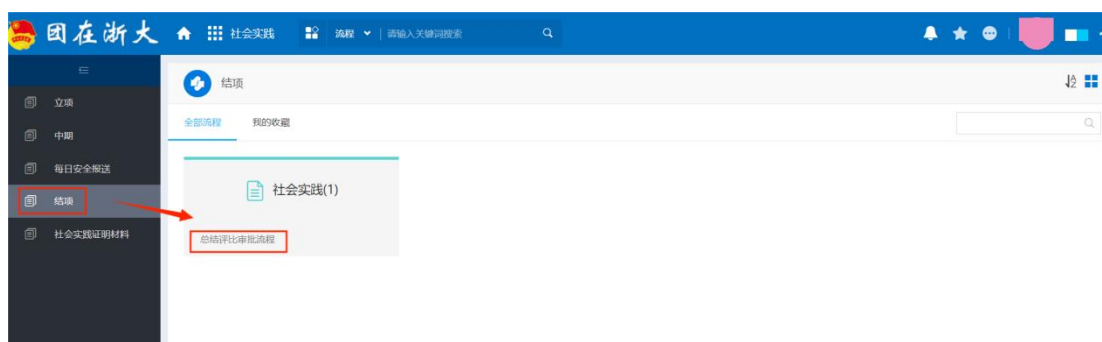 团在浙大
社会实践
流程
请输入关键词搜索
立项
中期
每日安全报送
结项
社会实践证明材料
结项
全部流程
我的收藏
社会实践(1)
总结评比审批流程